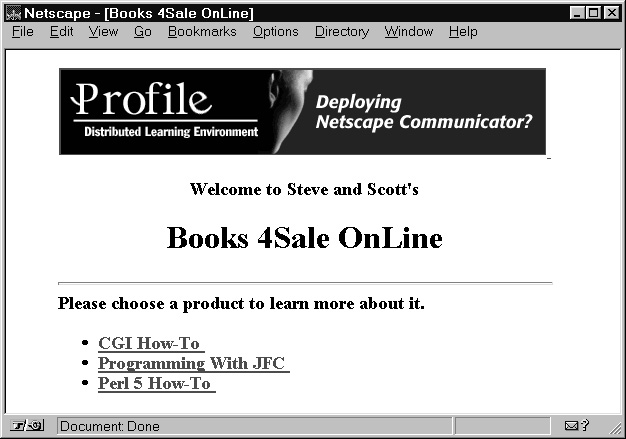 Netscape - [Books 4Sale OnLine]
File Edit View Go Bookmarks Options Directory Window Help
Profile
Distributed Learning Environment
Deploying
Netscape Communicator?
Welcome to Steve and Scott's
Books 4Sale OnLine
Please choose a product to learn more about it.
• CGI How-To
• Programming With JFC
• Perl 5 How-To
Document: Done
?